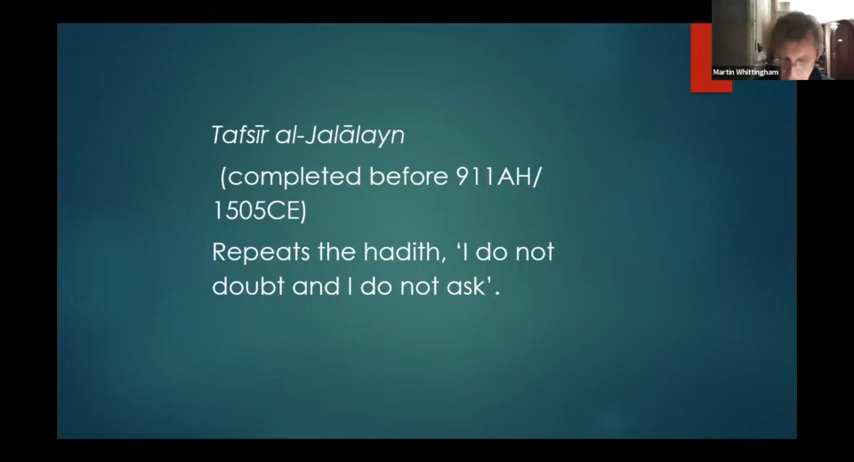 Martin Whittingham
Tafsīr al-Jalālayn
(completed before 911AH/
1505CE)
Repeats the hadith, ‘I do not
doubt and I do not ask’.